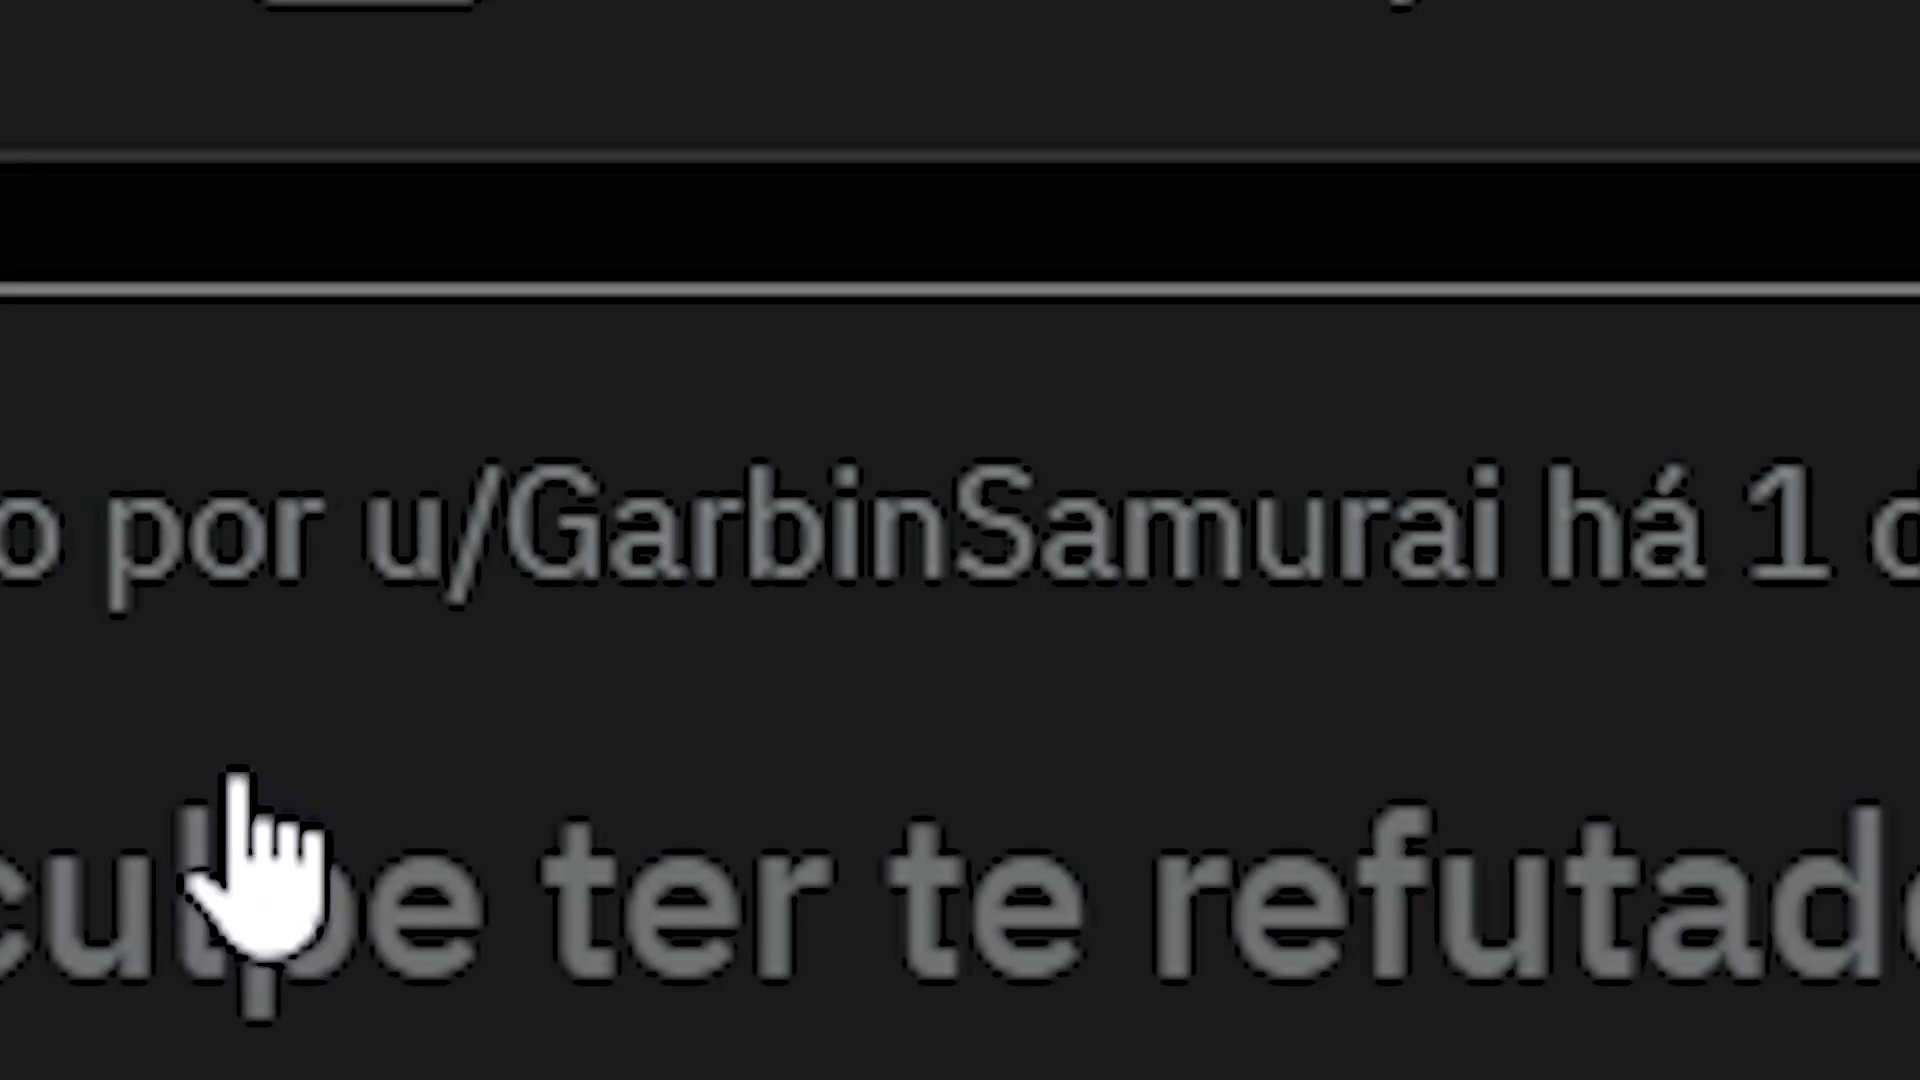 o por u/GarbinSamurai há 1 d
culpe ter te refutado